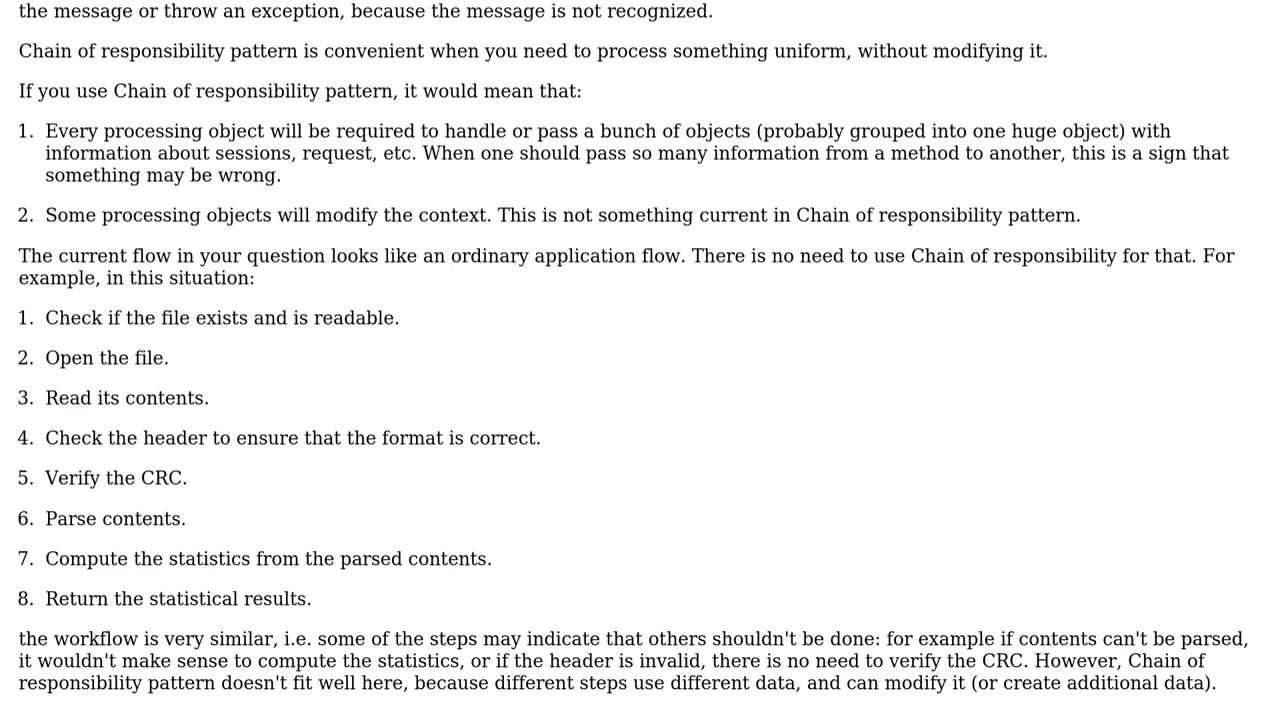 the message or throw an exception, because the message is not recognized.
Chain of responsibility pattern is convenient when you need to process something uniform, without modifying it.
If you use Chain of responsibility pattern, it would mean that:
1. Every processing object will be required to handle or pass a bunch of objects (probably grouped into one huge object) with
information about sessions, request, etc. When one should pass so many information from a method to another, this is a sign that
something may be wrong.
2. Some processing objects will modify the context. This is not something current in Chain of responsibility pattern.
The current flow in your question looks like an ordinary application flow. There is no need to use Chain of responsibility for that. For
example, in this situation:
1. Check if the file exists and is readable.
2. Open the file.
3. Read its contents.
4. Check the header to ensure that the format is correct.
5. Verify the CRC.
6. Parse contents.
7. Compute the statistics from the parsed contents.
8. Return the statistical results.
the workflow is very similar, i.e. some of the steps may indicate that others shouldn't be done: for example if contents can't be parsed,
it wouldn't make sense to compute the statistics, or if the header is invalid, there is no need to verify the CRC. However, Chain of
responsibility pattern doesn't fit well here, because different steps use different data, and can modify it (or create additional data).